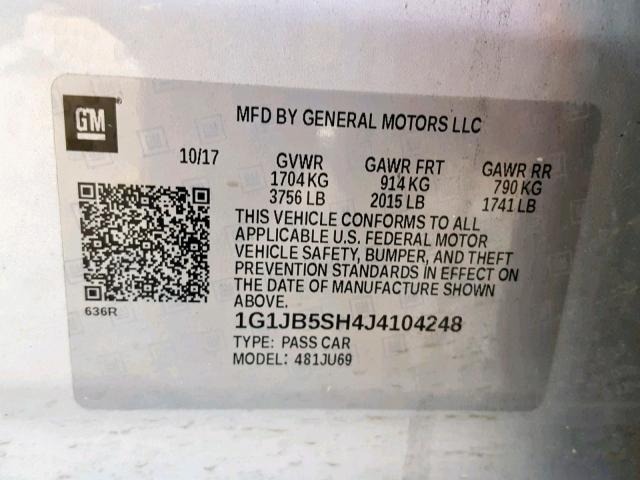 GM
MFD BY GENERAL MOTORS LLC
10/17 GVWR GAWR FRT GAWR RR
1704 KG 914 KG 790 KG
3756 LB 2015 LB 1741 LB
THIS VEHICLE CONFORMS TO ALL
APPLICABLE U.S. FEDERAL MOTOR
VEHICLE SAFETY, BUMPER, AND THEFT
PREVENTION STANDARDS IN EFFECT ON
THE DATE OF MANUFACTURE SHOWN
ABOVE.
636R
1G1JB5SH4J4104248
TYPE: PASS CAR
MODEL: 481JU69